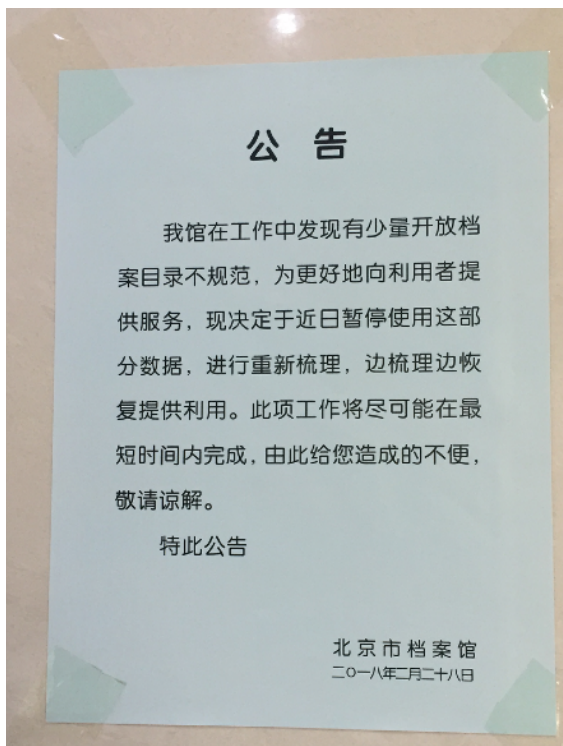 公 告
我馆在工作中发现有少量开放档
案目录不规范，为更好地向利用者提
供服务，现决定于近日暂停使用这部
分数据，进行重新梳理，边梳理边恢
复提供利用。此项工作将尽可能在最
短时间内完成，由此给您造成的不便，
敬请谅解。
特此公告
北京市档案馆
二〇一八年二月二十八日